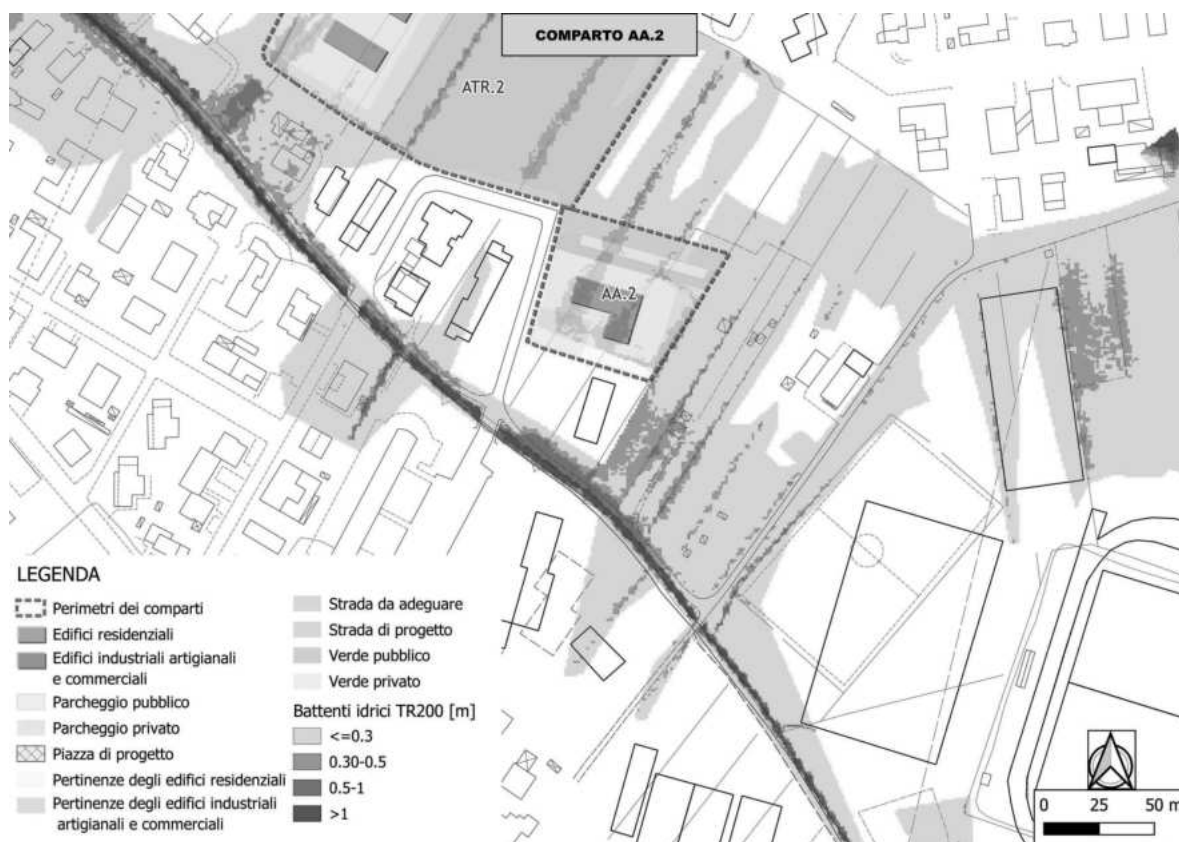 COMPARTO AA.2
ATR.2
AA.2
LEGENDA
Perimetri dei comparti
Edifici residenziali
Edifici industriali artigianali
e commerciali
Parcheggio pubblico
Parcheggio privato
Piazza di progetto
Pertinenze degli edifici residenziali
Pertinenze degli edifici industriali
artigianali e commerciali
Strada da adeguare
Strada di progetto
Verde pubblico
Verde privato
Battenti idrici TR200 [m]
<=0.3
0.30-0.5
0.5-1
>1
0 25 50 m